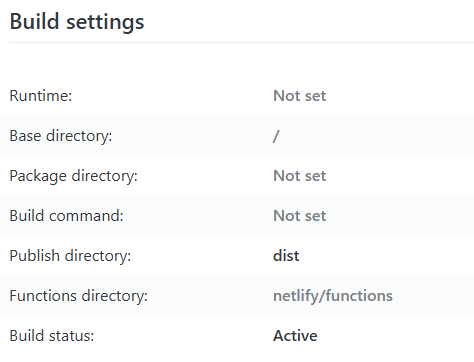 Build settings
Runtime: Not set
Base directory: /
Package directory: Not set
Build command: Not set
Publish directory: dist
Functions directory: netlify/functions
Build status: Active